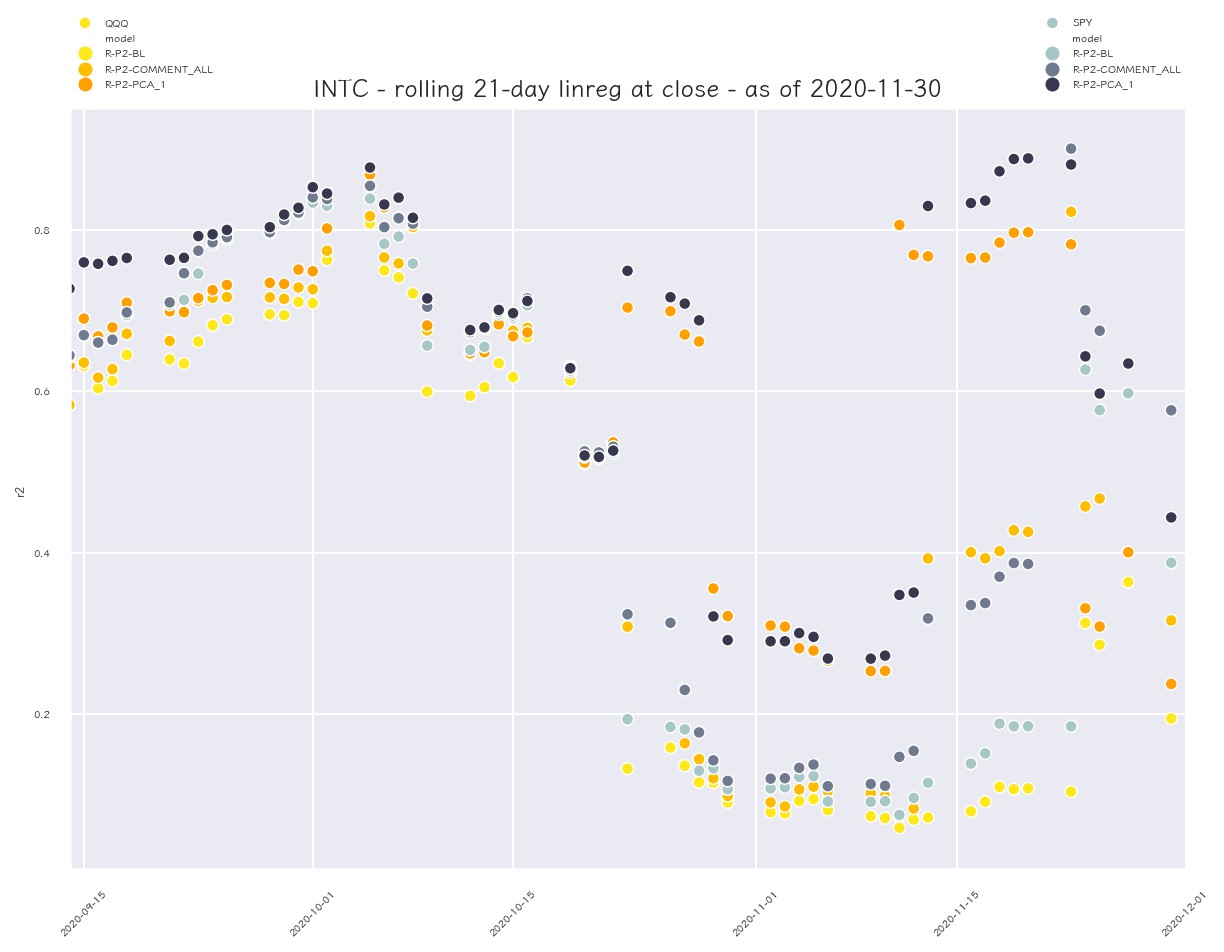 QQQ
model
R-P2-BL
R-P2-COMMENT_ALL
R-P2-PCA_1
SPY
model
R-P2-BL
R-P2-COMMENT_ALL
R-P2-PCA_1
INTC - rolling 21-day linreg at close - as of 2020-11-30
0.8
0.6
0.4
0.2
r2
2020-09-15
2020-10-01
2020-10-15
2020-11-01
2020-11-15
2020-12-01